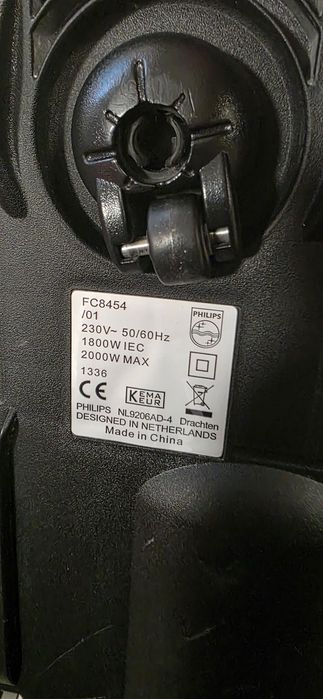 FC8454
/01
230V~ 50/60Hz
1800W IEC
2000W MAX
1336
PHILIPS
CE
KEMA
KEUR
PHILIPS NL9206AD-4 Drachten
DESIGNED IN NETHERLANDS
Made in China